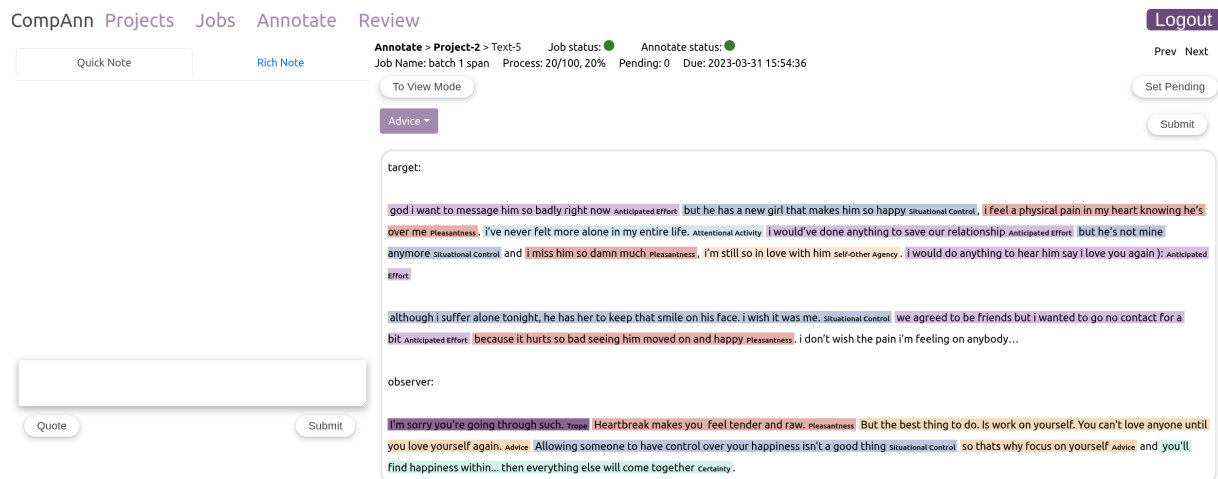 CompAnn Projects Jobs Annotate Review Logout
Quick Note Rich Note
Annotate > Project-2 > Text-5 Job status: Annotate status:
Prev Next
Job Name: batch 1 span Process: 20/100, 20% Pending: 0 Due: 2023-03-31 15:54:36
To View Mode Set Pending
Advice Submit
target:
god i want to message him so badly right now Anticipated Effort but he has a new girl that makes him so happy Situational Control , i feel a physical pain in my heart knowing he's
over me Pleasantness . i've never felt more alone in my entire life. Attentional Activity i would've done anything to save our relationship Anticipated Effort but he's not mine
anymore Situational Control and i miss him so damn much Pleasantness , i'm still so in love with him Self-Other Agency . i would do anything to hear him say i love you again ): Anticipated
Effort
although i suffer alone tonight, he has her to keep that smile on his face. i wish it was me. Situational Control we agreed to be friends but i wanted to go no contact for a
bit Anticipated Effort because it hurts so bad seeing him moved on and happy Pleasantness . i don't wish the pain i'm feeling on anybody…
observer:
I'm sorry you're going through such. Trope Heartbreak makes you feel tender and raw. Pleasantness But the best thing to do. Is work on yourself. You can't love anyone until
you love yourself again. Advice Allowing someone to have control over your happiness isn't a good thing Situational Control so thats why focus on yourself Advice and you'll
find happiness within... then everything else will come together Certainty .
Quote Submit